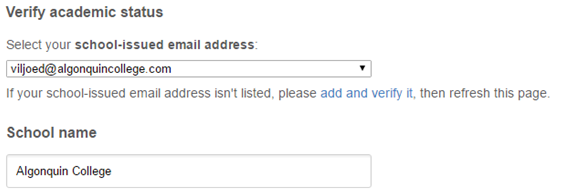 Verify academic status
Select your school-issued email address:
viljoed@algonquincollege.com
If your school-issued email address isn't listed, please add and verify it, then refresh this page.
School name
Algonquin College